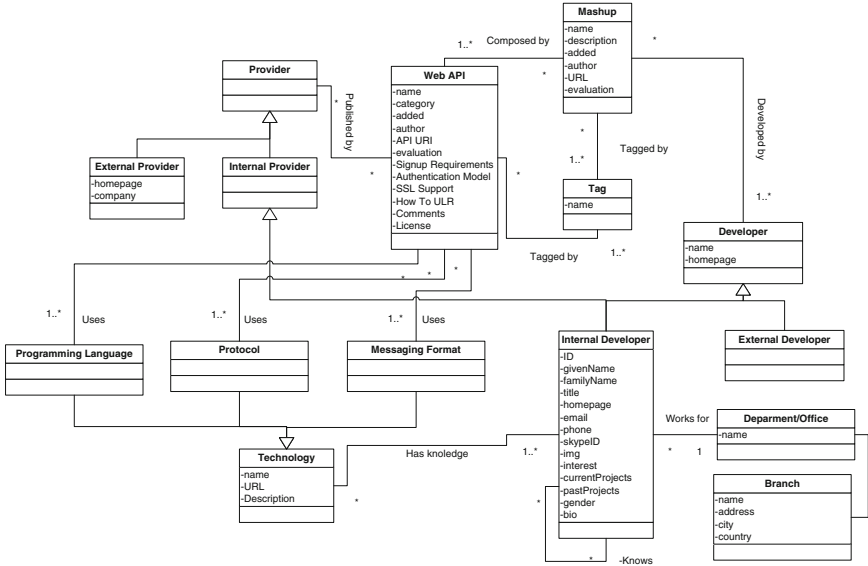 Mashup
-name
-description
-added
-author
-URL
-evaluation
1..*
Composed by
*
*
Provider
Web API
-name
-category
-added
-author
-API URI
-evaluation
-Signup Requirements
-Authentication Model
-SSL Support
-How To ULR
-Comments
-License
*
Published by
*
*
Developed by
1..*
*
Tagged by
1..*
External Provider
-homepage
-company
Internal Provider
*
Tag
-name
Tagged by
1..*
Developer
-name
-homepage
*
*
*
1..*
Uses
1..*
Uses
1..*
Uses
Programming Language
Protocol
Messaging Format
Internal Developer
-ID
-givenName
-familyName
-title
-homepage
-email
-phone
-skypeID
-img
-interest
-currentProjects
-pastProjects
-gender
-bio
External Developer
Works for
*
1
Deparment/Office
-name
Has knoledge
1..*
*
Technology
-name
-URL
-Description
Branch
-name
-address
-city
-country
*
*
-Knows